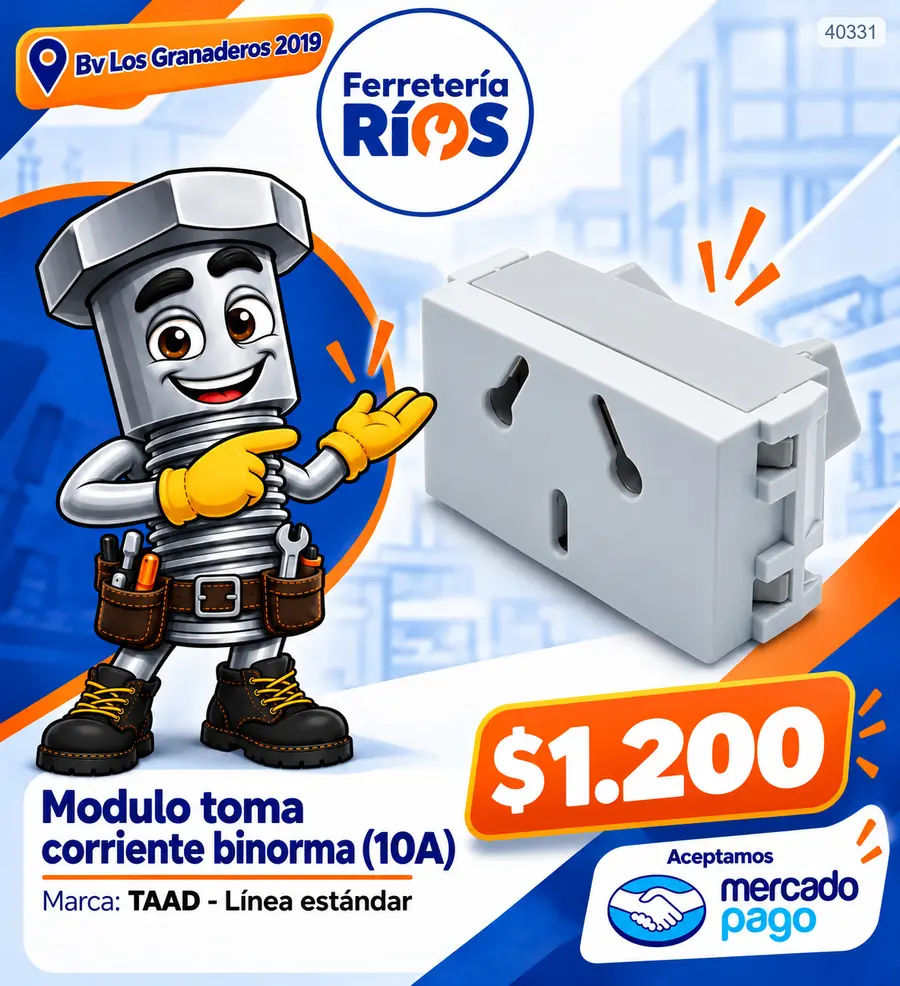 Bv Los Granaderos 2019
Ferretería
RÍOS
40331
$1.200
Modulo toma
corriente binorma (10A)
Marca: TAAD - Línea estándar
Aceptamos
mercado
pago